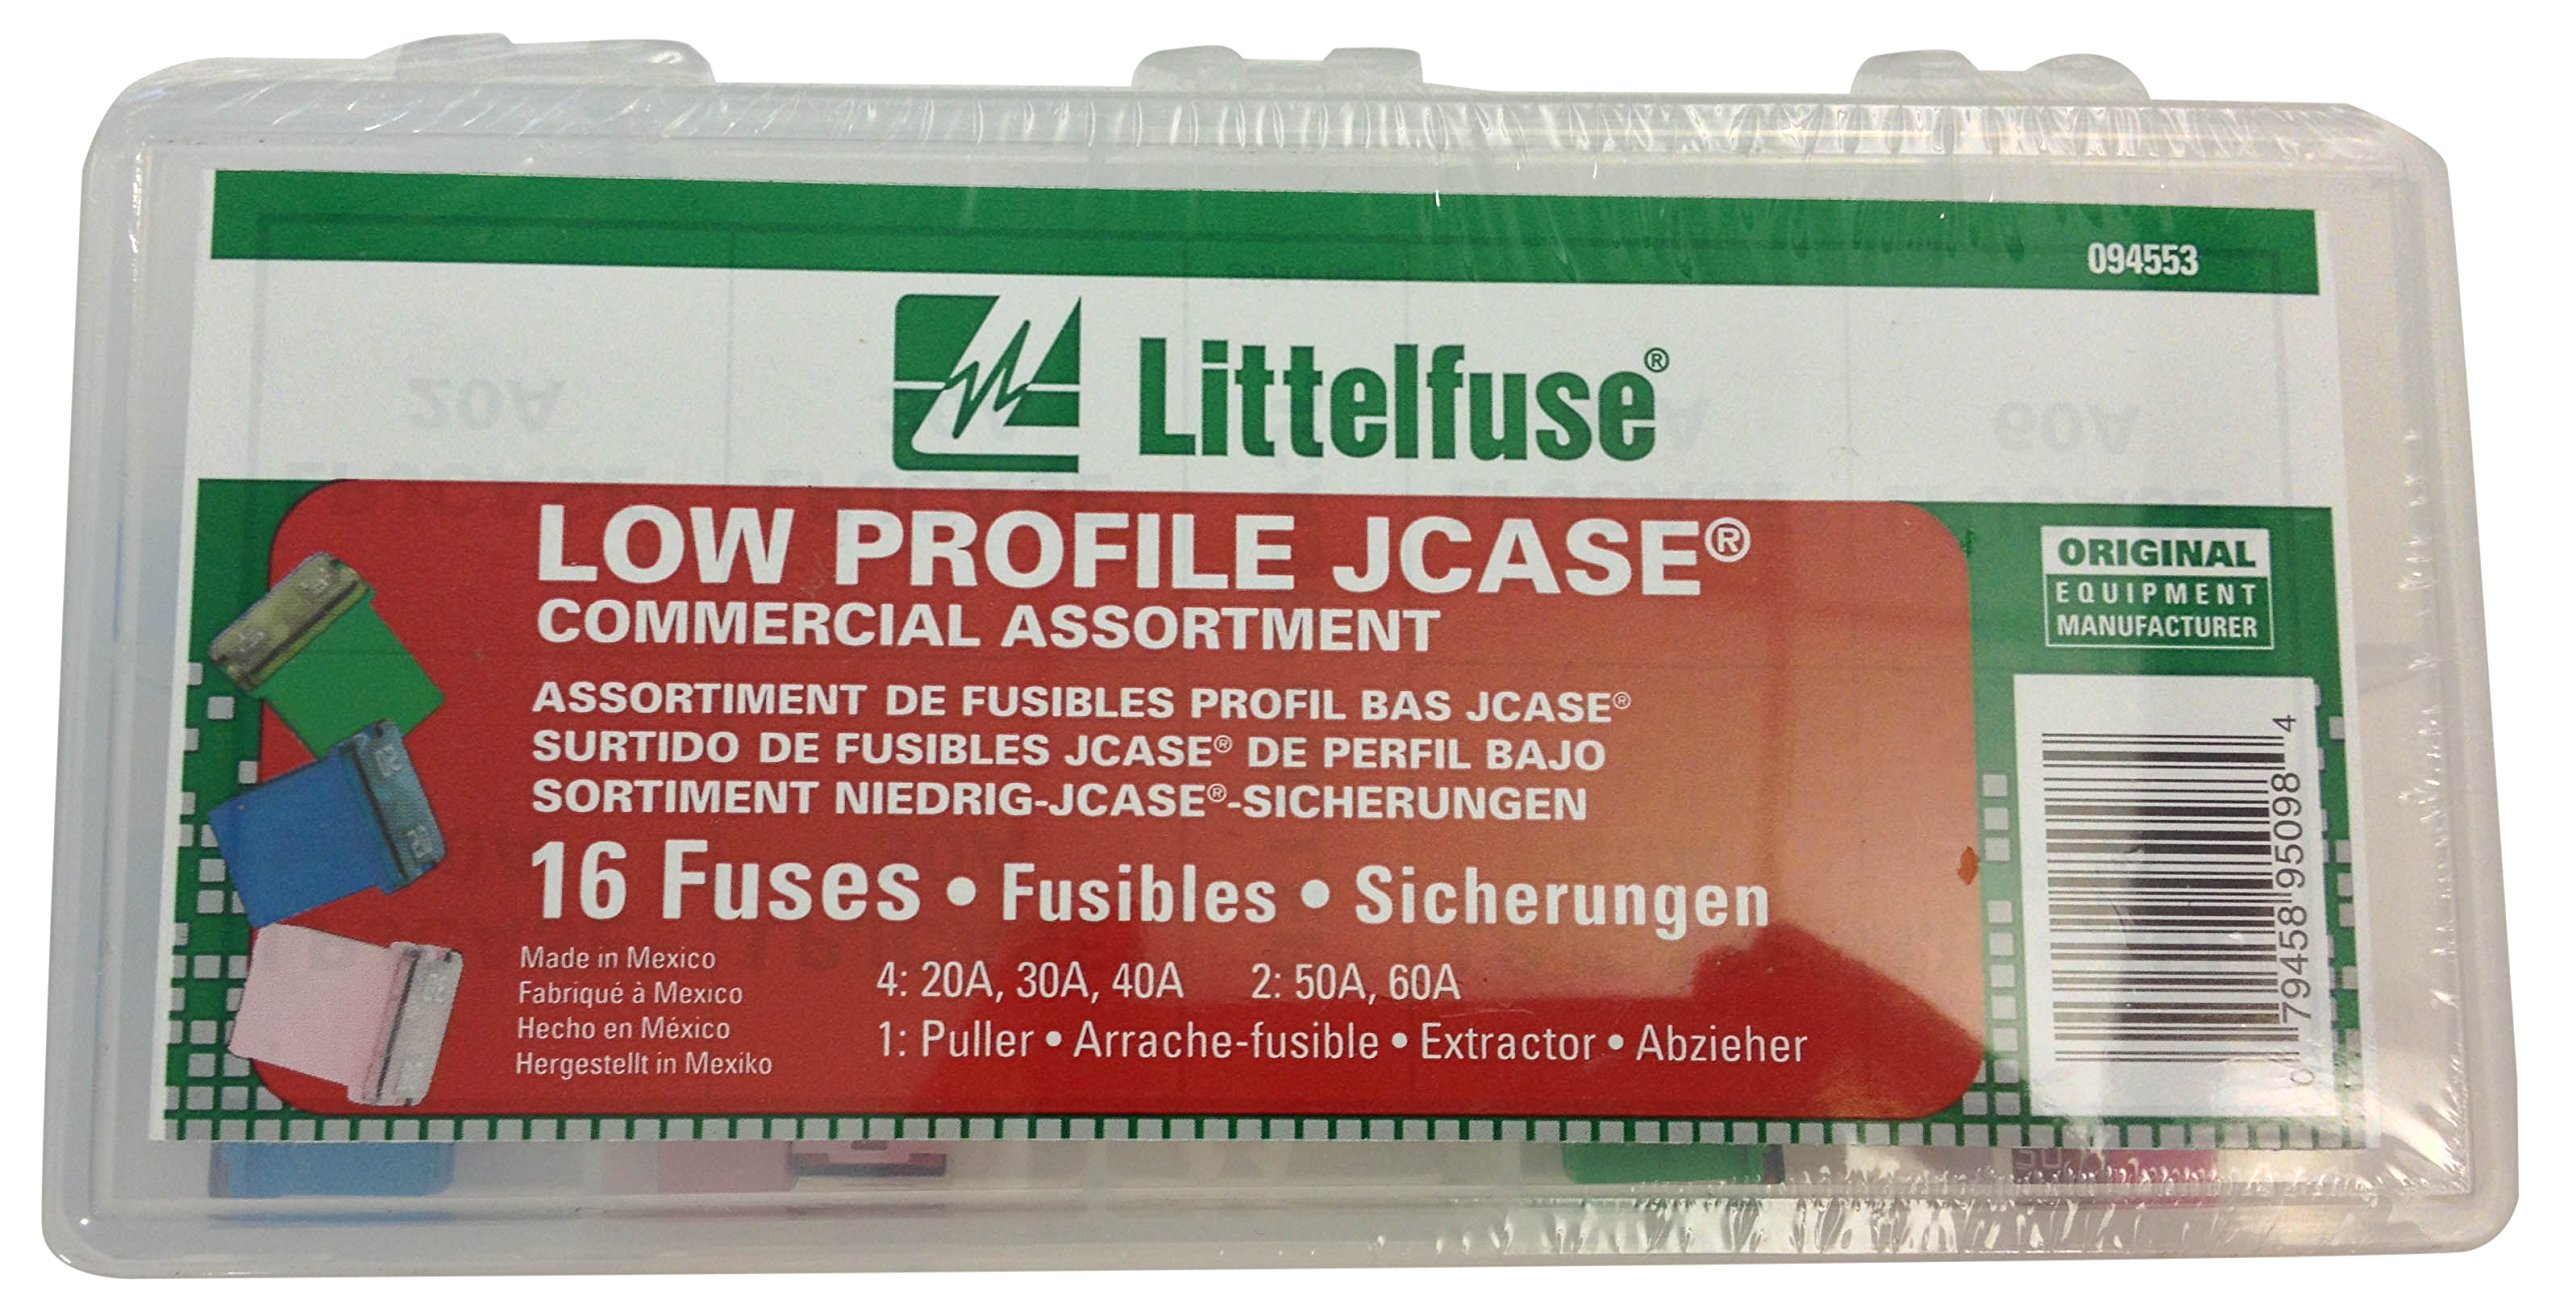 094553
Littelfuse®
LOW PROFILE JCASE®
COMMERCIAL ASSORTMENT
ASSORTIMENT DE FUSIBLES PROFIL BAS JCASE®
SURTIDO DE FUSIBLES JCASE® DE PERFIL BAJO
SORTIMENT NIEDRIG-JCASE®-SICHERUNGEN
16 Fuses • Fusibles • Sicherungen
Made in Mexico
Fabriqué à Mexico
Hecho en México
Hergestellt in Mexiko
4: 20A, 30A, 40A 2: 50A, 60A
1: Puller • Arrache-fusible • Extractor • Abzieher
ORIGINAL
EQUIPMENT
MANUFACTURER
0 79458 95098 4
20A
60A